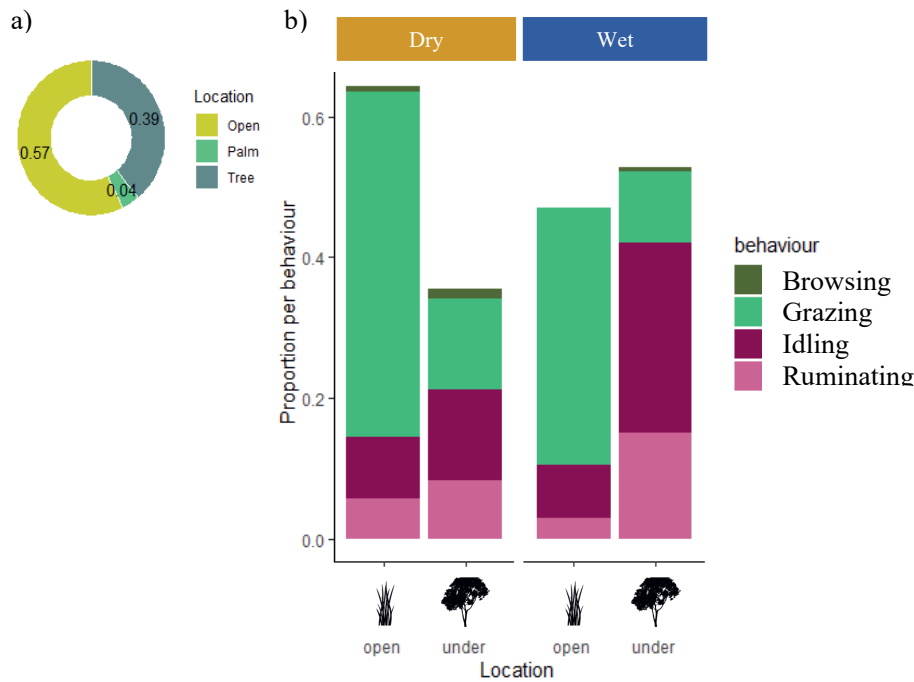 a)
Location
Open
Palm
Tree
0.39
0.57
0.04
b)
Dry
Wet
Proportion per behaviour
0.6
0.4
0.2
0.0
open
under
open
under
Location
behaviour
Browsing
Grazing
Idling
Ruminating